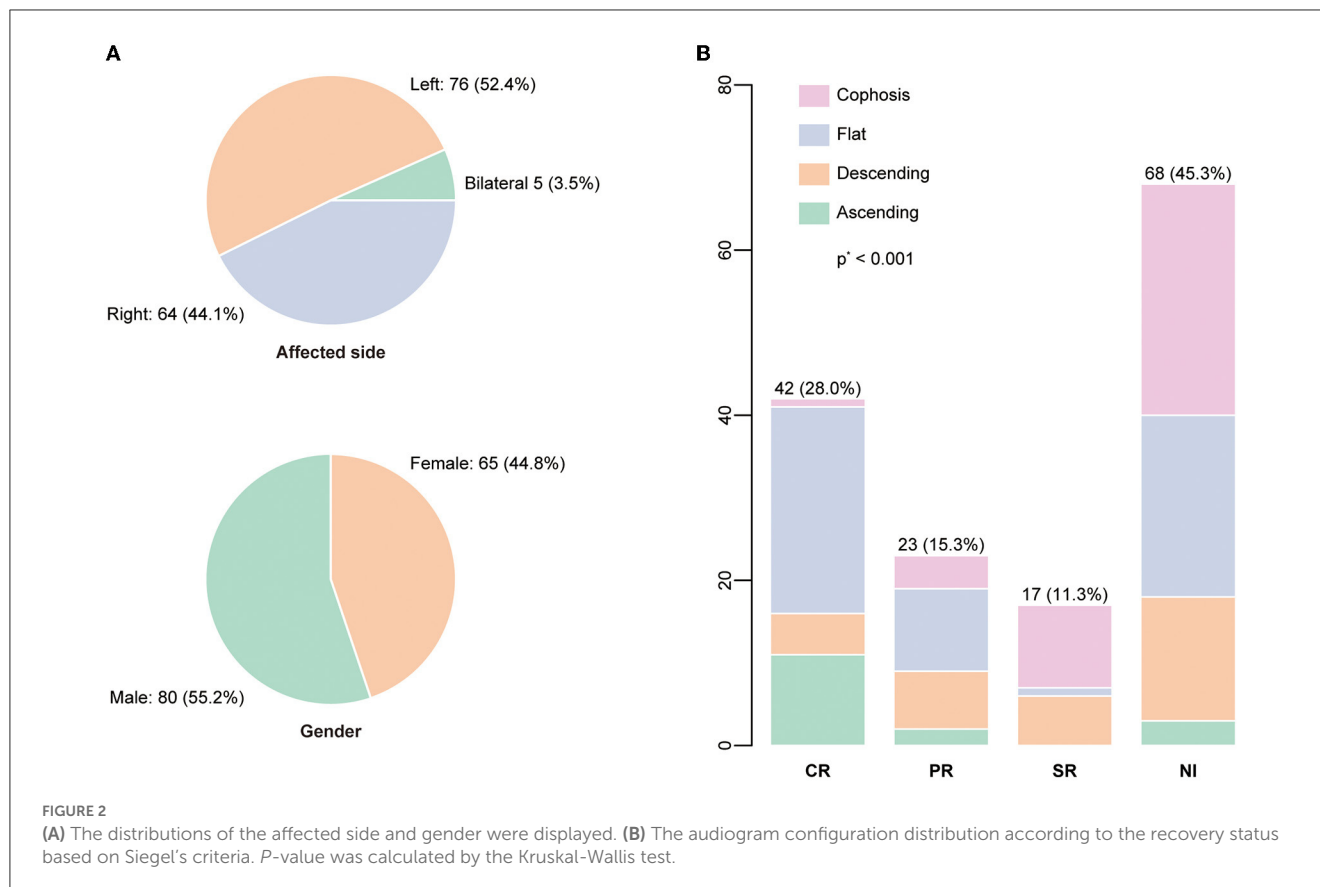 A
Left: 76 (52.4%)
Bilateral 5 (3.5%)
Right: 64 (44.1%)
Affected side
Female: 65 (44.8%)
Male: 80 (55.2%)
Gender
B
80
60
40
20
0
Cophosis
Flat
Descending
Ascending
p* < 0.001
42 (28.0%)
23 (15.3%)
17 (11.3%)
68 (45.3%)
CR PR SR NI
FIGURE 2
(A) The distributions of the affected side and gender were displayed. (B) The audiogram configuration distribution according to the recovery status
based on Siegel's criteria. P-value was calculated by the Kruskal-Wallis test.